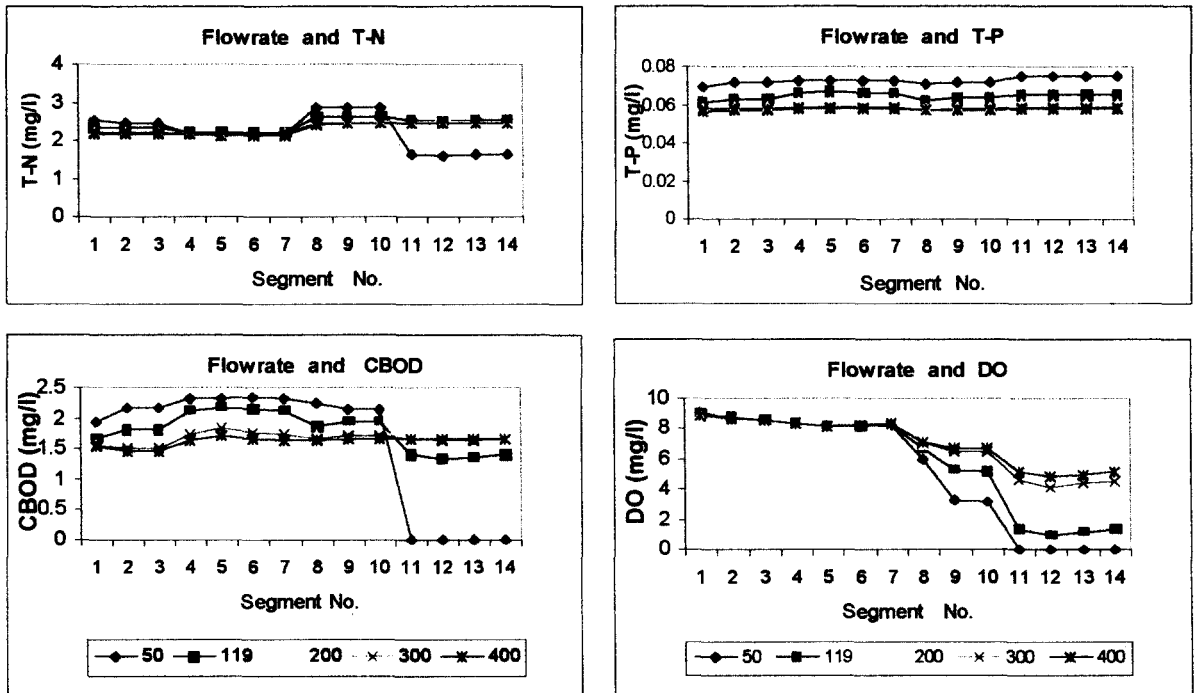 Flowrate and T-N
4
3
2
1
0
T-N (mg/l)
1 2 3 4 5 6 7 8 9 10 11 12 13 14
Segment No.
Flowrate and T-P
0.08
0.06
0.04
0.02
0
T-P (mg/l)
1 2 3 4 5 6 7 8 9 10 11 12 13 14
Segment No.
Flowrate and CBOD
2.5
2
1.5
1
0.5
0
CBOD (mg/l)
1 2 3 4 5 6 7 8 9 10 11 12 13 14
Segment No.
50 119 200 300 400
Flowrate and DO
10
8
6
4
2
0
DO (mg/l)
1 2 3 4 5 6 7 8 9 10 11 12 13 14
Segment No.
50 119 200 300 400